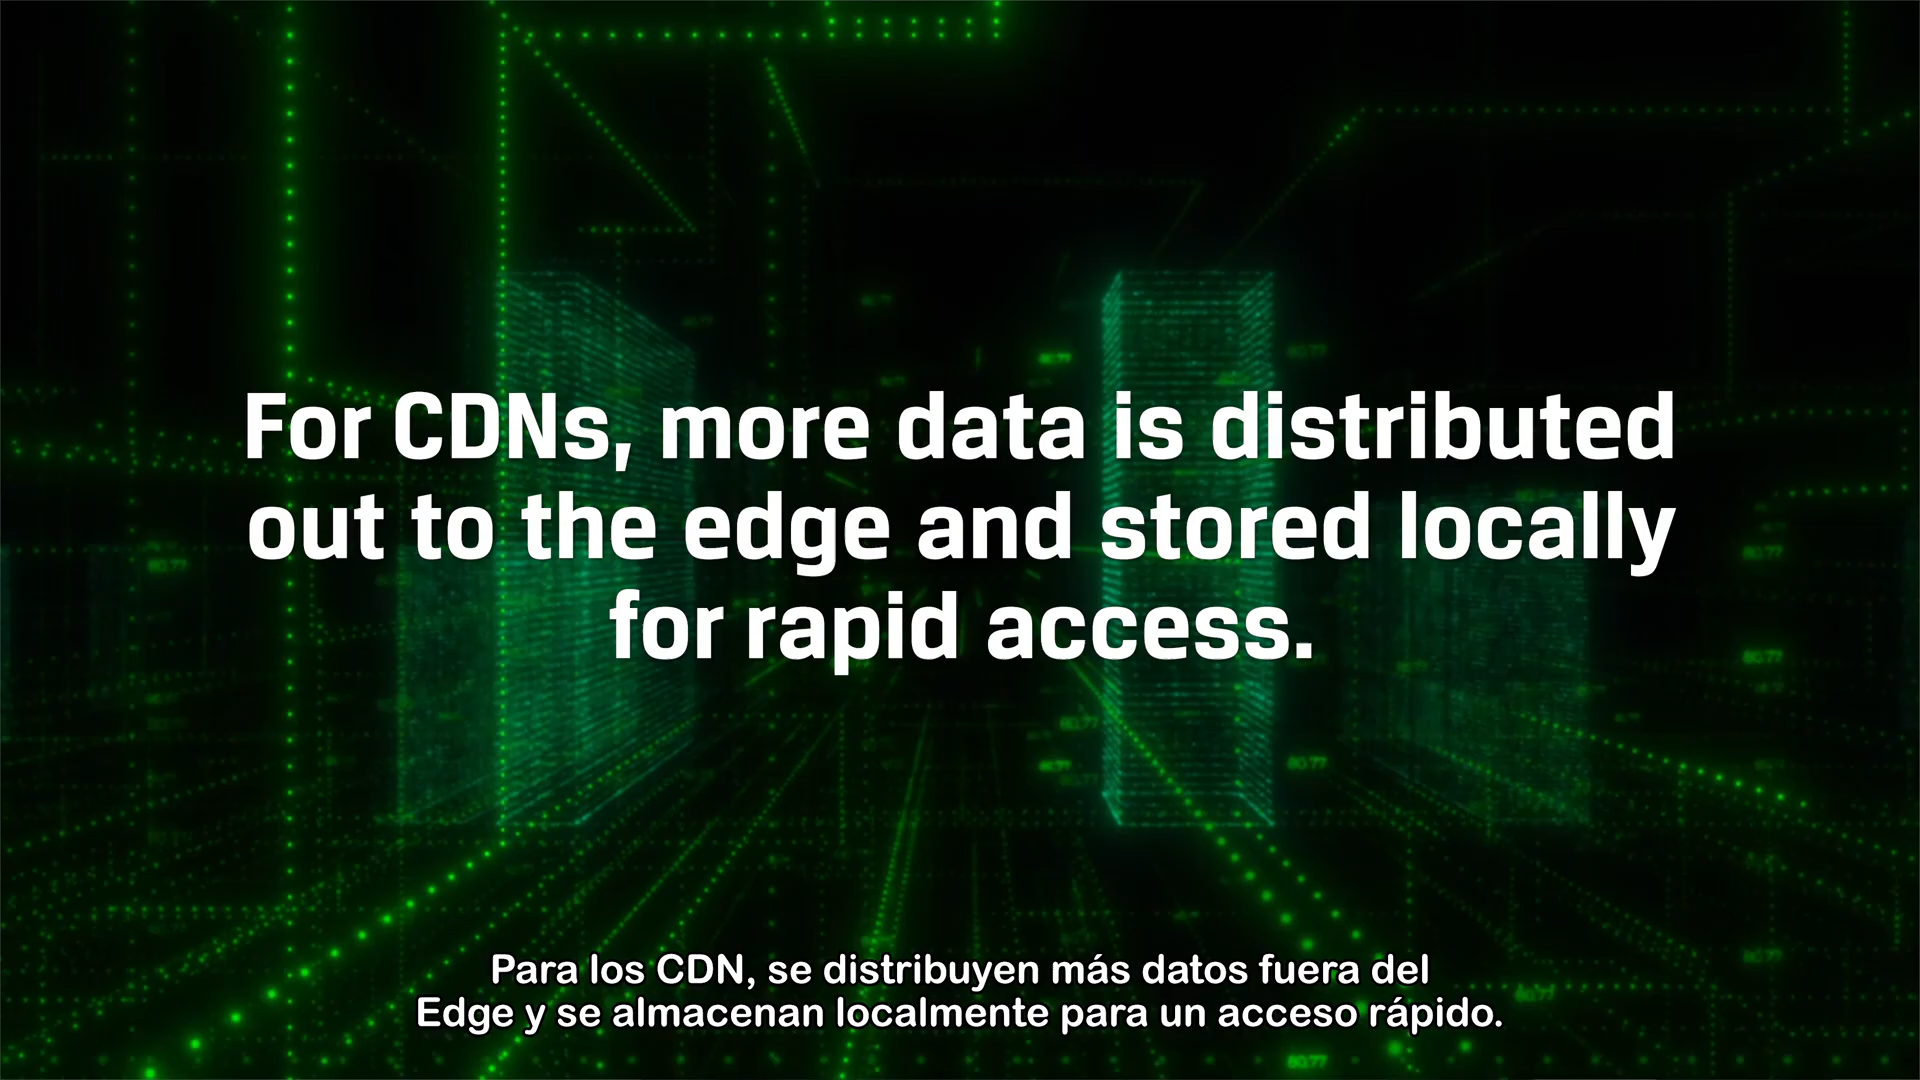 For CDNs, more data is distributed
out to the edge and stored locally
for rapid access.
Para los CDN, se distribuyen más datos fuera del
Edge y se almacenan localmente para un acceso rápido.